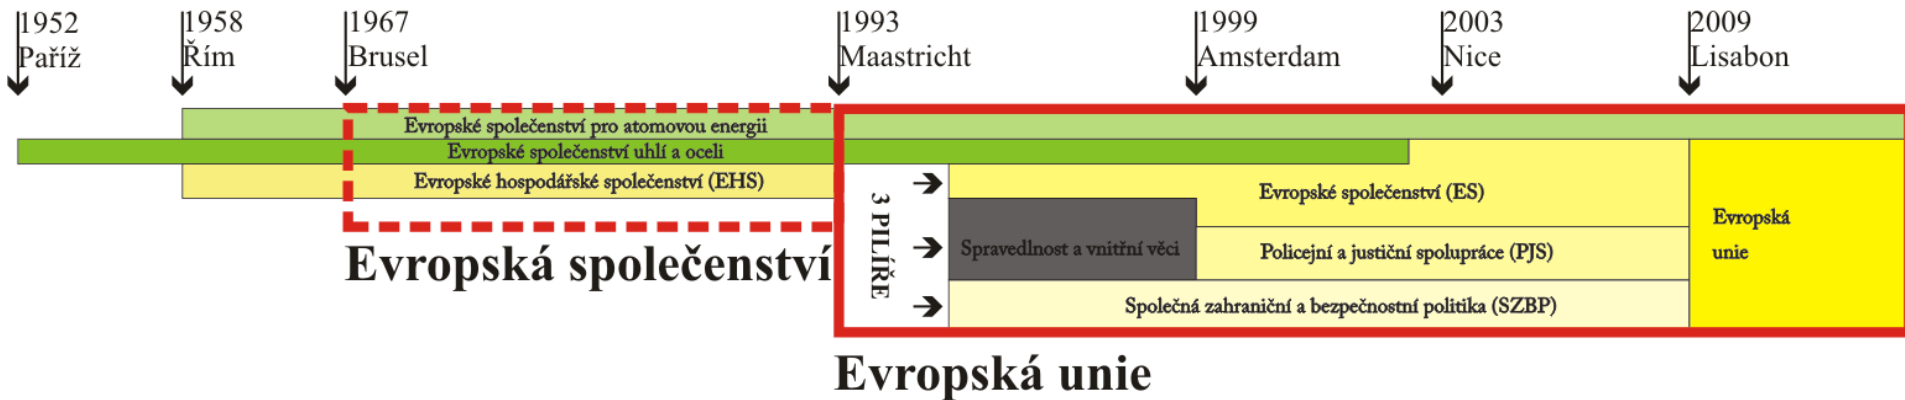 1952
Paříž
1958
Řím
1967
Brusel
1993
Maastricht
1999
Amsterdam
2003
Nice
2009
Lisabon
Evropské společenství pro atomovou energii
Evropské společenství uhlí a oceli
Evropské hospodářské společenství (EHS)
Evropská společenství
3 PILÍŘE
Evropské společenství (ES)
Spravedlnost a vnitřní věci
Policejní a justiční spolupráce (PJS)
Společná zahraniční a bezpečnostní politika (SZBP)
Evropská
unie
Evropská unie